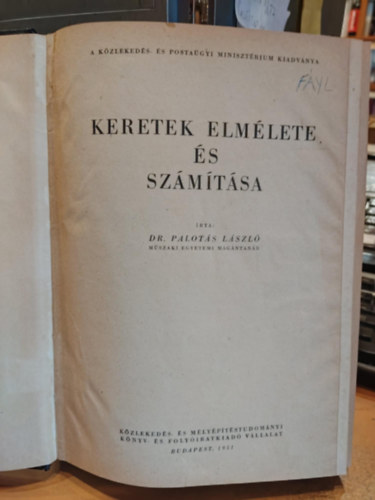 A KÖZLEKEDÉS- ÉS POSTAÜGYI MINISZTÉRIUM KIADVÁNYA
FÁYL
KERETEK ELMÉLETE
ÉS
SZÁMÍTÁSA
ÍRTA:
DR. PALOTÁS LÁSZLÓ
MŰSZAKI EGYETEMI MAGÁNTANÁR
KÖZLEKEDÉS- ÉS MÉLYÉPÍTÉSTUDOMÁNYI
KÖNYV- ÉS FOLYÓIRATKIADÓ VÁLLALAT
BUDAPEST, 1951